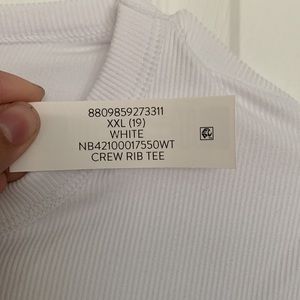 8809859273311
XXL (19)
WHITE
NB42100017550WT
CREW RIB TEE